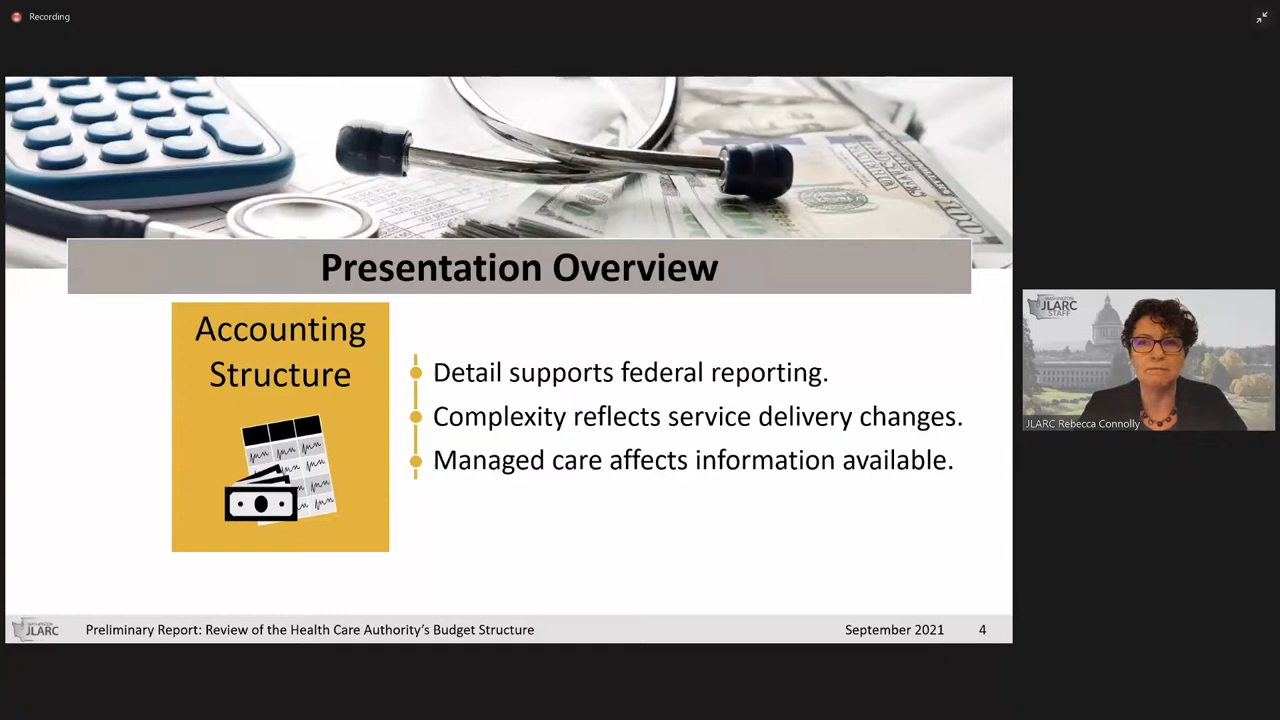 Recording
Presentation Overview
Accounting
Structure
Detail supports federal reporting.
Complexity reflects service delivery changes.
Managed care affects information available.
WASHINGTON
JLARC
STAFF
JLARC Rebecca Connolly
JLARC
Preliminary Report: Review of the Health Care Authority's Budget Structure
September 2021
4
100